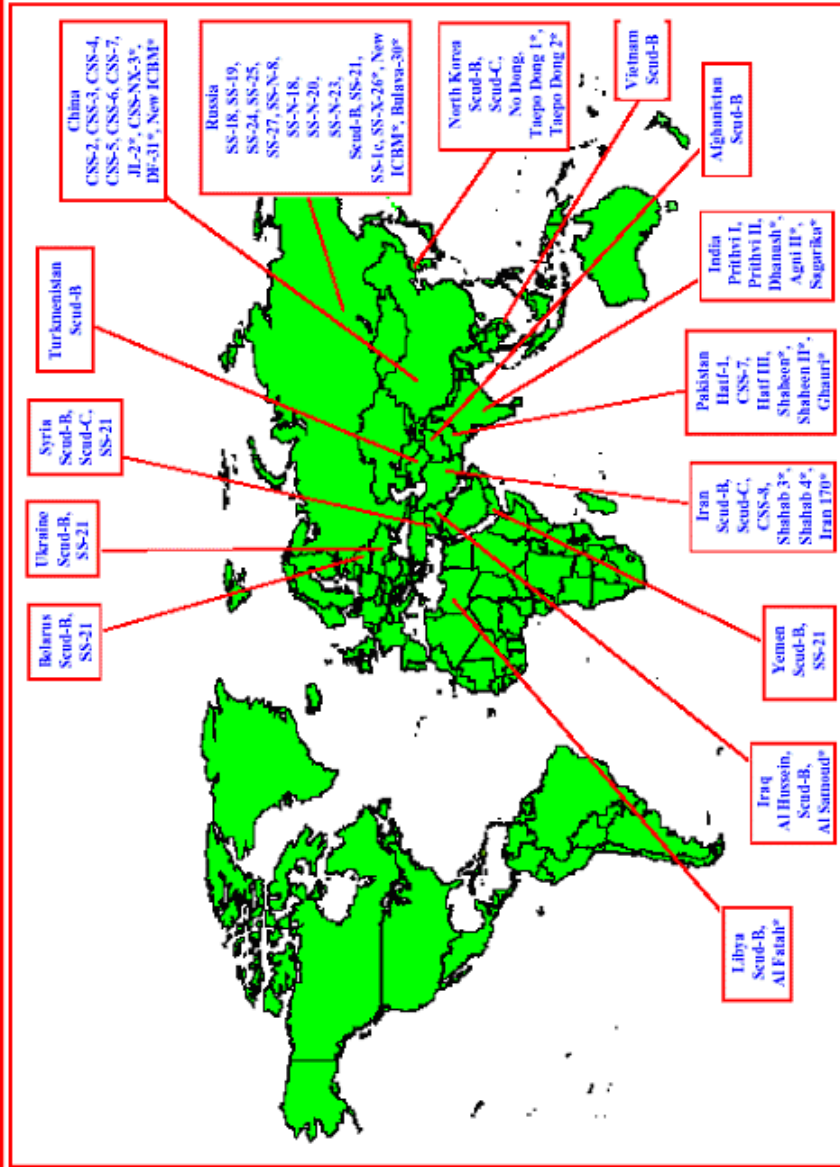 Belarus
Scud-B,
SS-21
Ukraine
Scud-B,
SS-21
Syria
Scud-B,
Scud-C,
SS-21
Turkmenistan
Scud-B
China
CSS-2, CSS-3, CSS-4,
CSS-5, CSS-6, CSS-7,
JL-2*, CSS-NX-3*,
DF-31*, New ICBM*
Russia
SS-18, SS-19,
SS-24, SS-25,
SS-27, SS-N-8,
SS-N-18,
SS-N-20,
SS-N-23,
Scud-B, SS-21,
SS-1c, SS-X-26*, New
ICBM*, Bulava-30*
North Korea
Scud-B,
Scud-C,
No Dong,
Taepo Dong 1*,
Taepo Dong 2*
Vietnam
Scud-B
Afghanistan
Scud-B
India
Prithvi I,
Prithvi II,
Dhanush*,
Agni II*,
Sagarika*
Pakistan
Hatf-1,
CSS-7,
Hatf III,
Shaheen*,
Shaheen II*,
Ghauri*
Iran
Scud-B,
Scud-C,
CSS-8,
Shahab 3*,
Shahab 4*,
Iran 170*
Yemen
Scud-B,
SS-21
Iraq
Al Hussein,
Scud-B,
Al Samoud*
Libya
Scud-B,
Al Fatah*